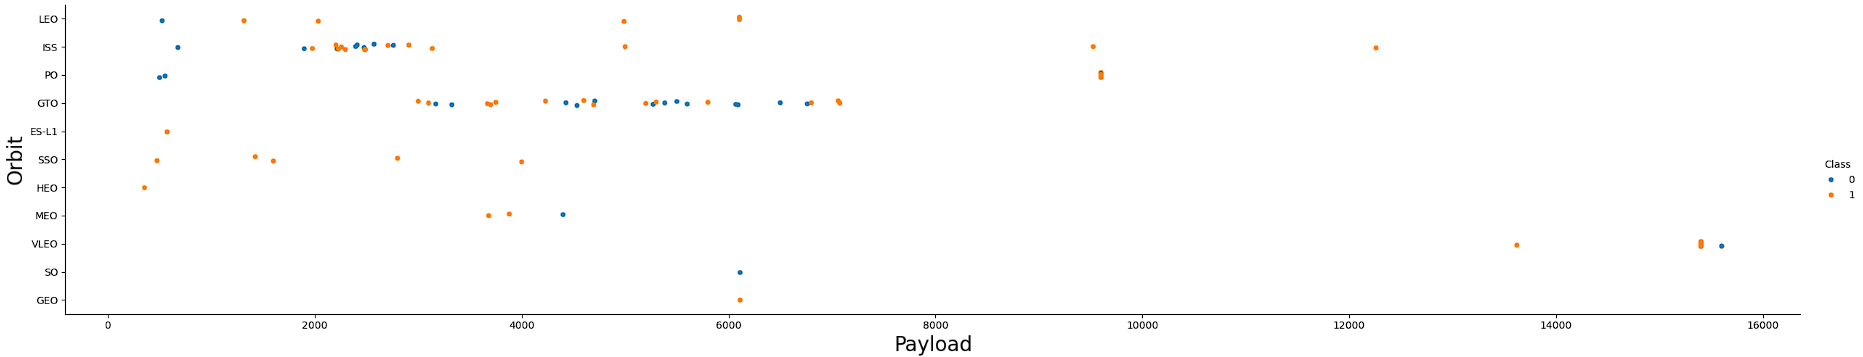 Orbit
LEO
ISS
PO
GTO
ES-L1
SSO
HEO
MEO
VLEO
SO
GEO
0 2000 4000 6000 8000 10000 12000 14000 16000
Payload
Class
0
1